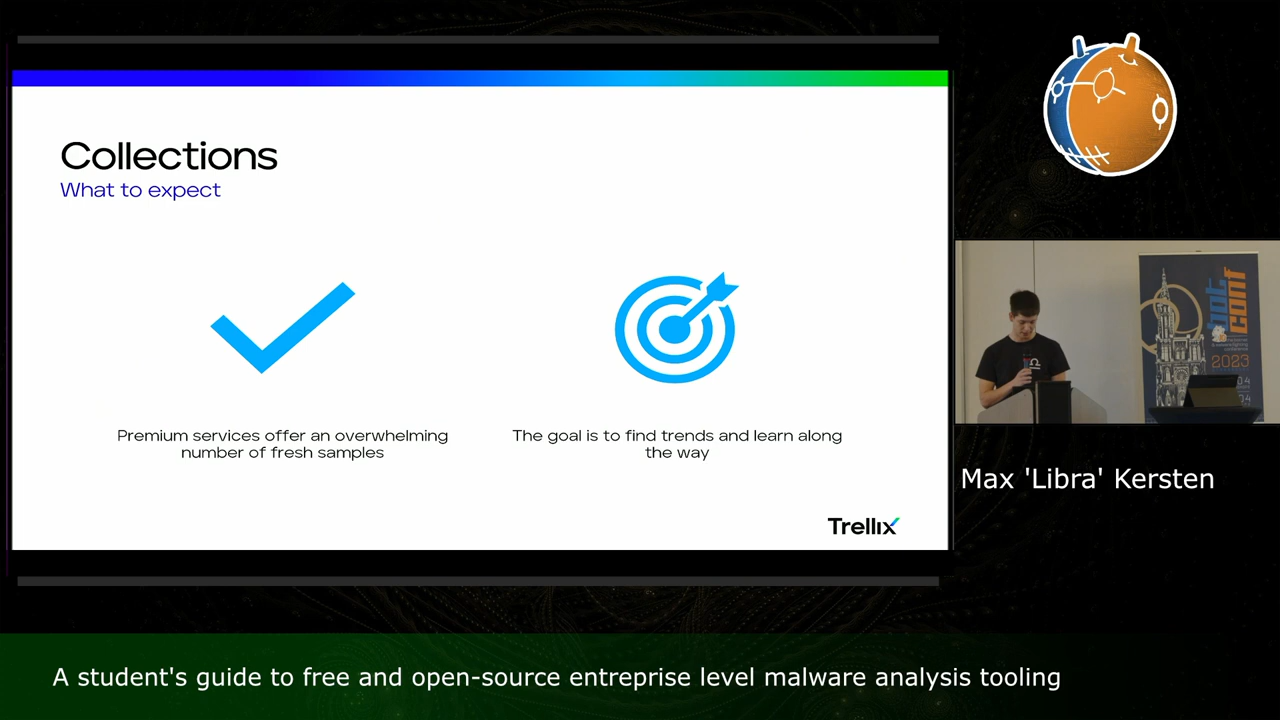 Collections
What to expect
Premium services offer an overwhelming
number of fresh samples
The goal is to find trends and learn along
the way
Trellix
bot
conf
2023
Max 'Libra' Kersten
A student's guide to free and open-source entreprise level malware analysis tooling